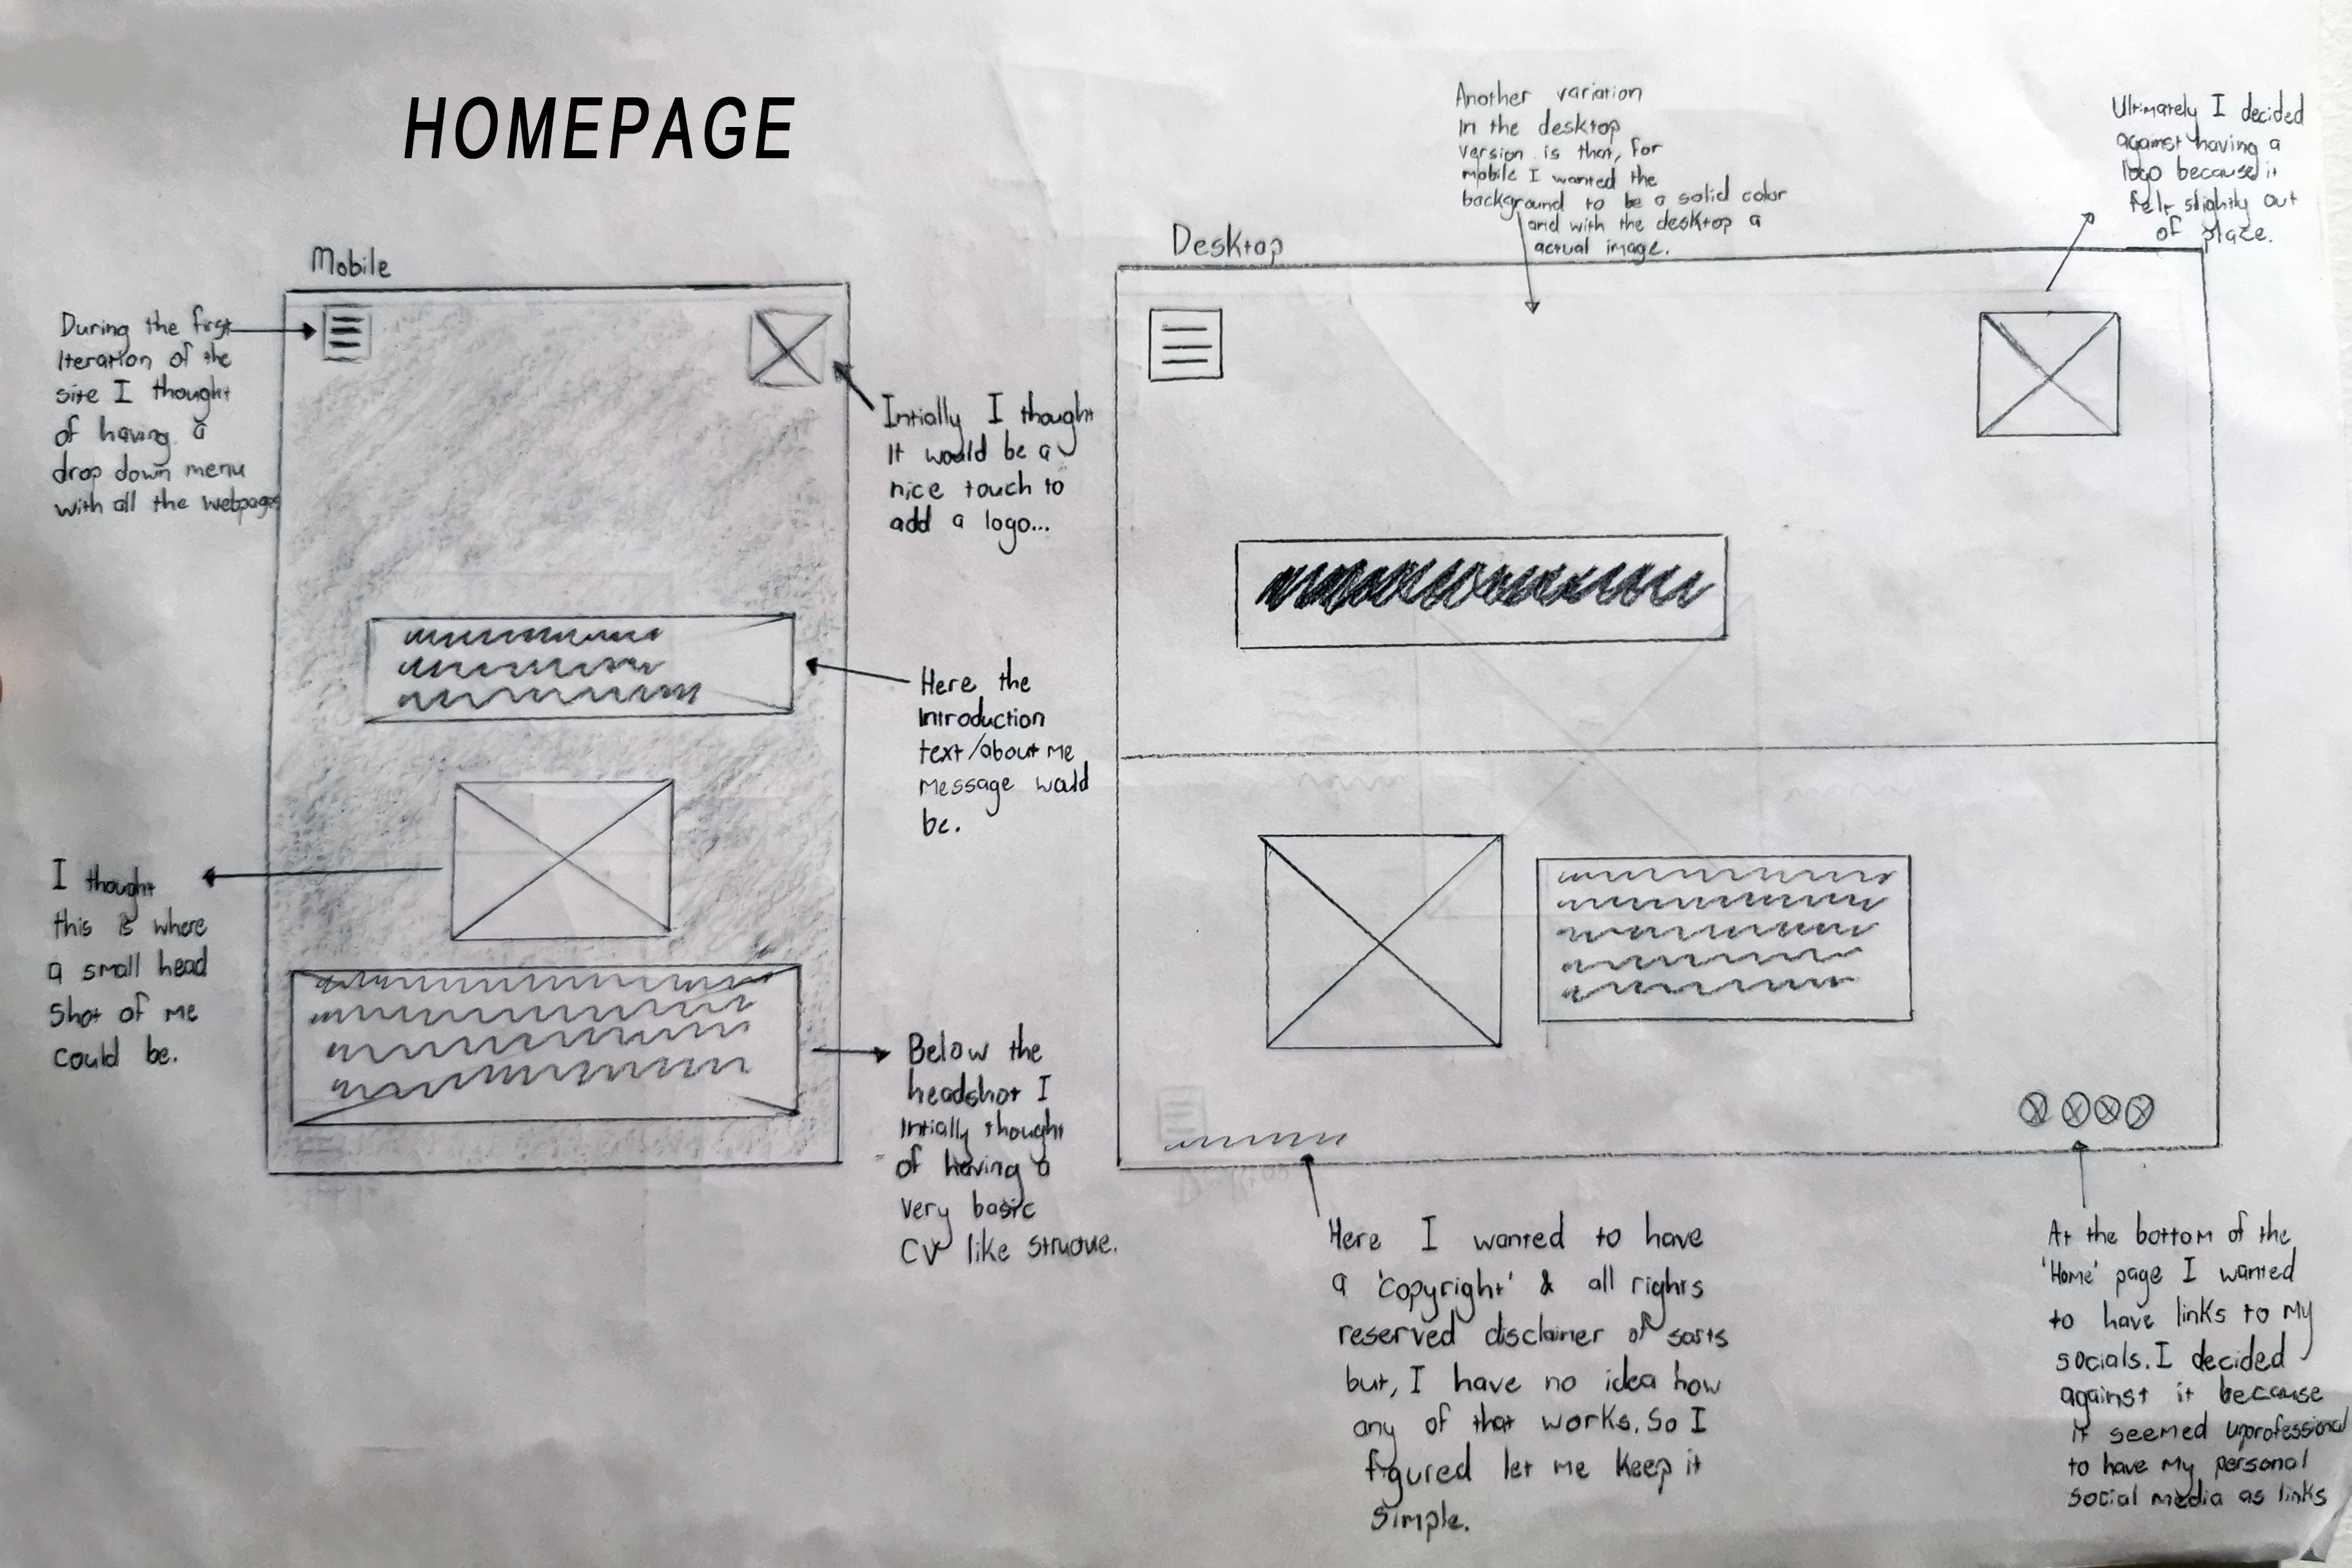 HOMEPAGE
Mobile
During the first
Iteration of the
site I thought
of having a
drop down menu
with all the webpages
Intially I thought
It would be a
nice touch to
add a logo...
Here the
Introduction
text/about me
message would
be.
I thought
this is where
a small head
shot of me
could be.
Below the
headshot I
Intially thought
of having a
very basic
CV like
Desktop
Another variation
In the desktop
version is that, for
mobile I wanted the
background to be a solid color
and with the desktop a
actual image.
Ultimately I decided
against having a
logo because it
felt slightly out
of place.
Here I wanted to have
a 'copyright' & all rights
reserved disclaimer of sorts
but, I have no idea how
any of that works. So I
figured let me keep it
simple.
At the bottom of the
'Home' page I wanted
to have links to my
socials. I decided
against it because
it seemed unprofessional
to have my personal
social media as links